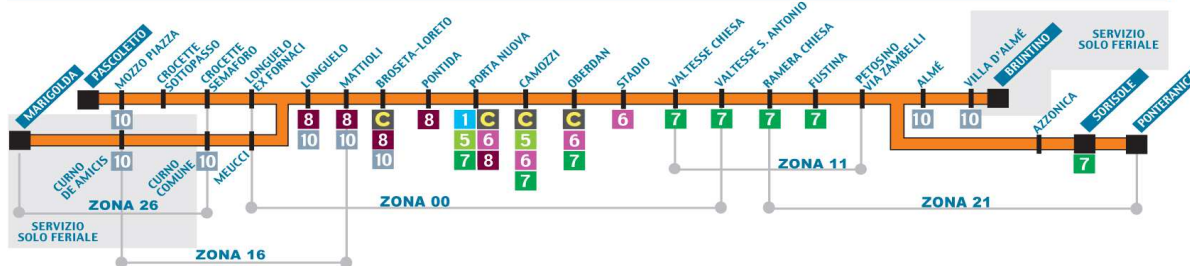 MARIGOLDA
PASCOLETTO
MOZZO PIAZZA
CROCETTE
SOTTOPASSO
CROCETTE
SEMAFORO
LONGUELO
EX FORNACI
LONGUELO
MATTIOLI
BROSETA-LORETO
PONTIDA
PORTA NUOVA
CAMOZZI
OBERDAN
STADIO
VALTESSE CHIESA
VALTESSE S. ANTONIO
RAMERA CHIESA
FUSTINA
PETOSINO
VIA ZAMBELLI
ALMÉ
VILLA D'ALMÉ
BRUNTINO
SERVIZIO
SOLO FERIALE
AZZONICA
SORISOLE
PONTERANICA
10
8
10
8
10
C
8
10
8
1 C
5 6
7 8
C
5
6
7
C
6
7
6
7
7
7
7
10
10
10
10
7
CURNO
DE AMICIS
CURNO
COMUNE
MEUCCI
ZONA 26
ZONA 00
ZONA 11
ZONA 21
SERVIZIO
SOLO FERIALE
ZONA 16